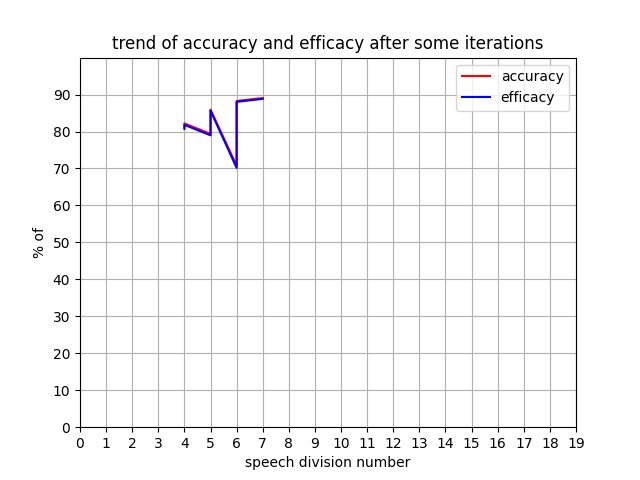 trend of accuracy and efficacy after some iterations
accuracy
efficacy
90
80
70
60
50
40
30
20
10
0
% of
0 1 2 3 4 5 6 7 8 9 10 11 12 13 14 15 16 17 18 19
speech division number